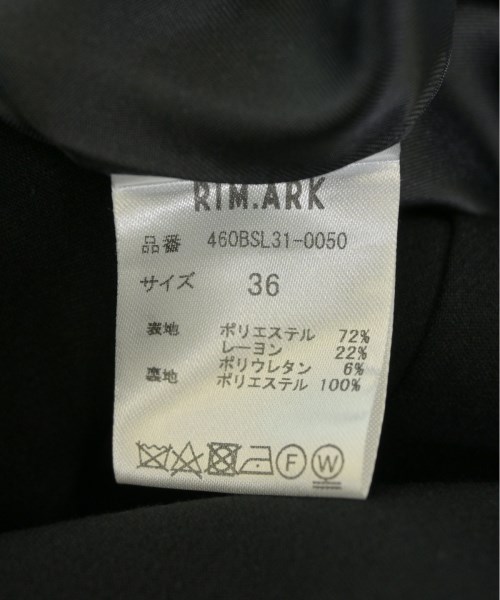 RIM.ARK
品番 460BSL31-0050
サイズ 36
表地 ポリエステル 72%
レーヨン 22%
ポリウレタン 6%
裏地 ポリエステル 100%
F W